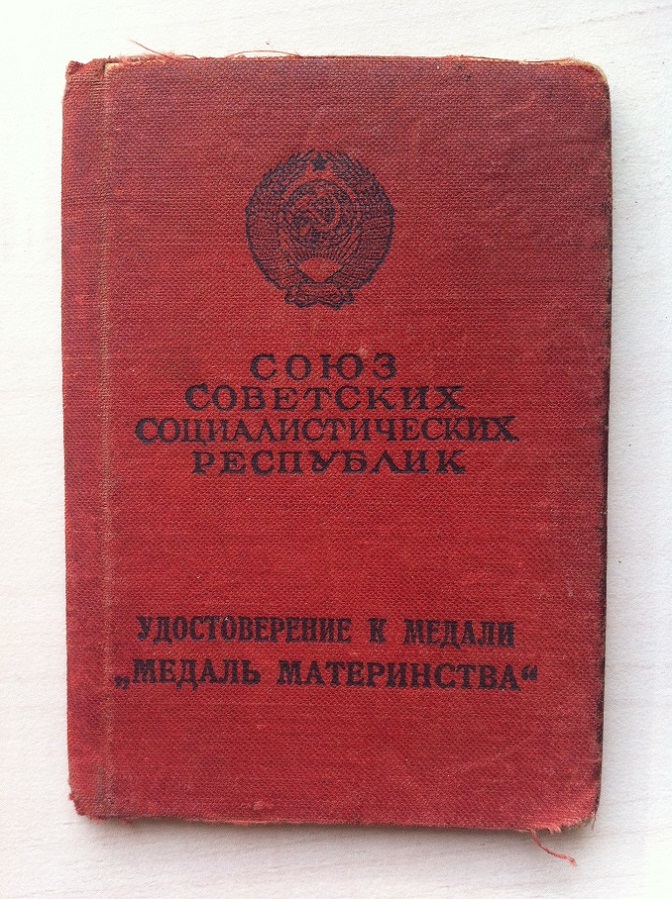 СОЮЗ
СОВЕТСКИХ
СОЦИАЛИСТИЧЕСКИХ
РЕСПУБЛИК
УДОСТОВЕРЕНИЕ К МЕДАЛИ
„МЕДАЛЬ МАТЕРИНСТВА“